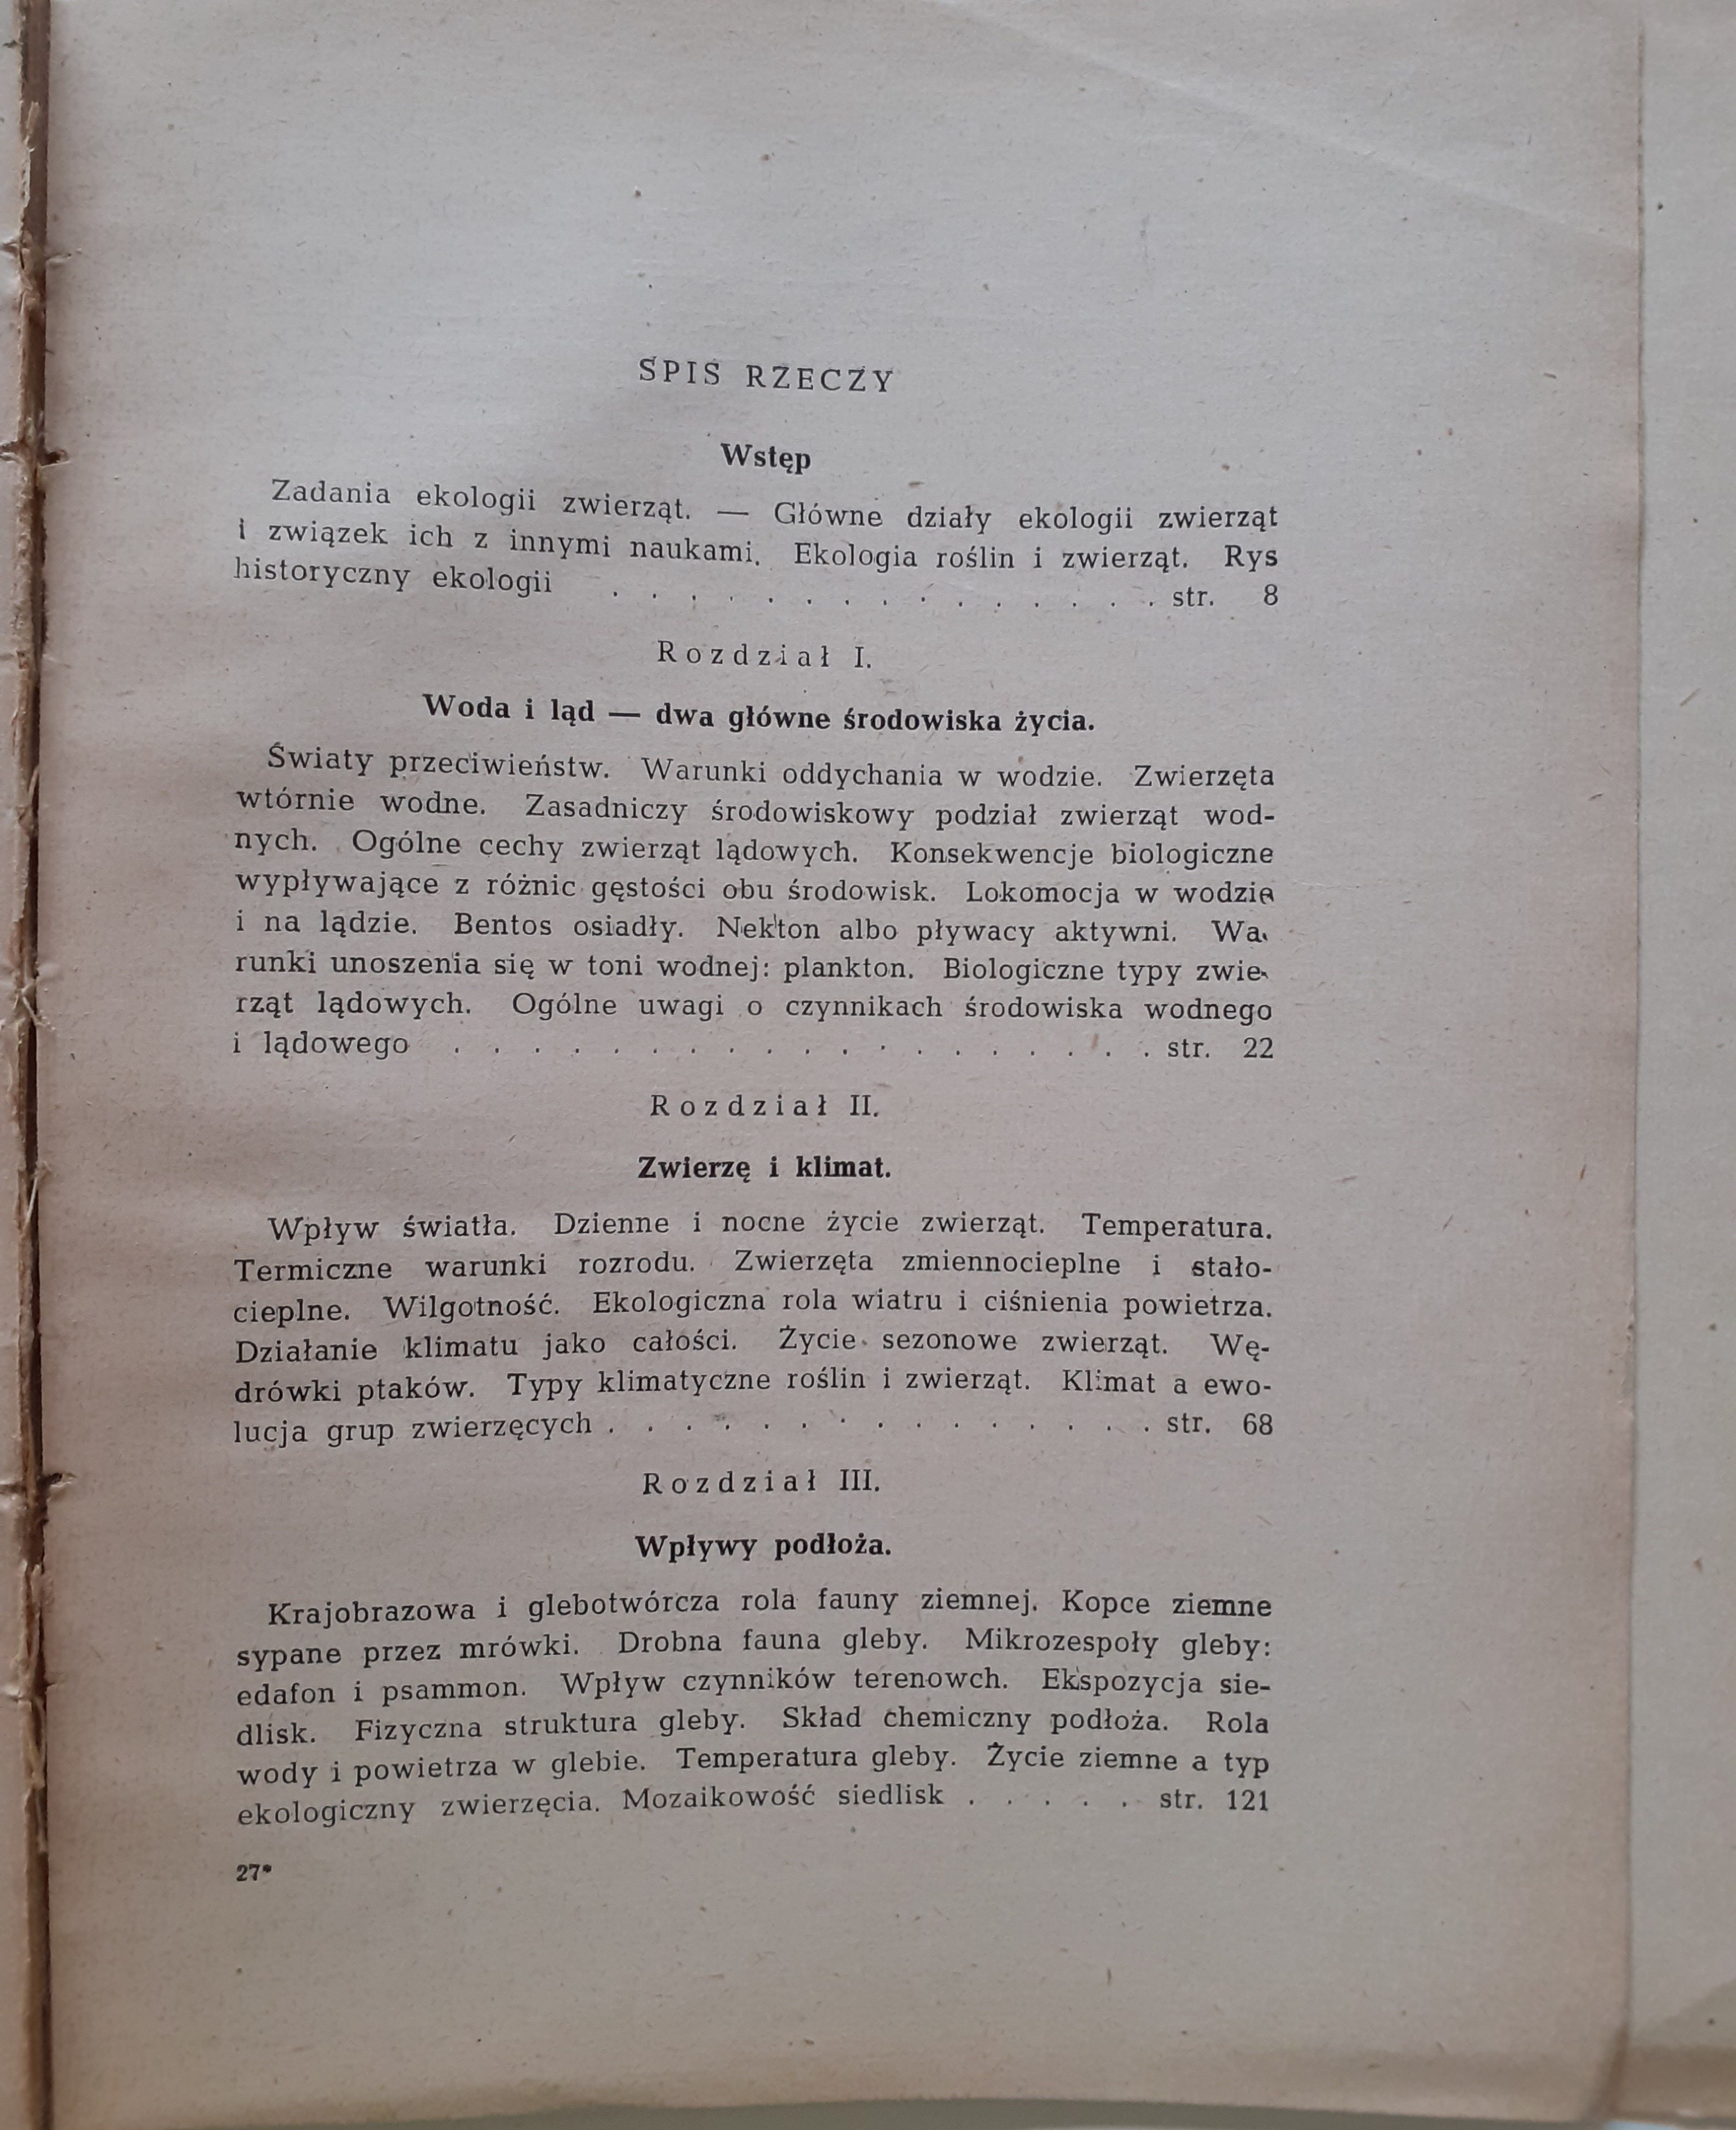 SPIS RZECZY
Wstęp
Zadania ekologii zwierząt. — Główne działy ekologii zwierząt
i związek ich z innymi naukami. Ekologia roślin i zwierząt. Rys
historyczny ekologii . . . . . . . . . . . . . . . str. 8
Rozdział I.
Woda i ląd — dwa główne środowiska życia.
Światy przeciwieństw. Warunki oddychania w wodzie. Zwierzęta
wtórnie wodne. Zasadniczy środowiskowy podział zwierząt wod-
nych. Ogólne cechy zwierząt lądowych. Konsekwencje biologiczne
wypływające z różnic gęstości obu środowisk. Lokomocja w wodzie
i na lądzie. Bentos osiadły. Nekton albo pływacy aktywni. Wa-
runki unoszenia się w toni wodnej: plankton. Biologiczne typy zwie-
rząt lądowych. Ogólne uwagi o czynnikach środowiska wodnego
i lądowego . . . . . . . . . . . . . . . . . . . str. 22
Rozdział II.
Zwierzę i klimat.
Wpływ światła. Dzienne i nocne życie zwierząt. Temperatura.
Termiczne warunki rozrodu. Zwierzęta zmiennocieplne i stało-
cieplne. Wilgotność. Ekologiczna rola wiatru i ciśnienia powietrza.
Działanie klimatu jako całości. Życie sezonowe zwierząt. Wę-
drówki ptaków. Typy klimatyczne roślin i zwierząt. Klimat a ewo-
lucja grup zwierzęcych . . . . . . . . . . . . . . str. 68
Rozdział III.
Wpływy podłoża.
Krajobrazowa i glebotwórcza rola fauny ziemnej. Kopce ziemne
sypane przez mrówki. Drobna fauna gleby. Mikrozespoły gleby:
edafon i psammon. Wpływ czynników terenowch. Ekspozycja sie-
dlisk. Fizyczna struktura gleby. Skład chemiczny podłoża. Rola
wody i powietrza w glebie. Temperatura gleby. Życie ziemne a typ
ekologiczny zwierzęcia. Mozaikowość siedlisk . . . . . str. 121
27*